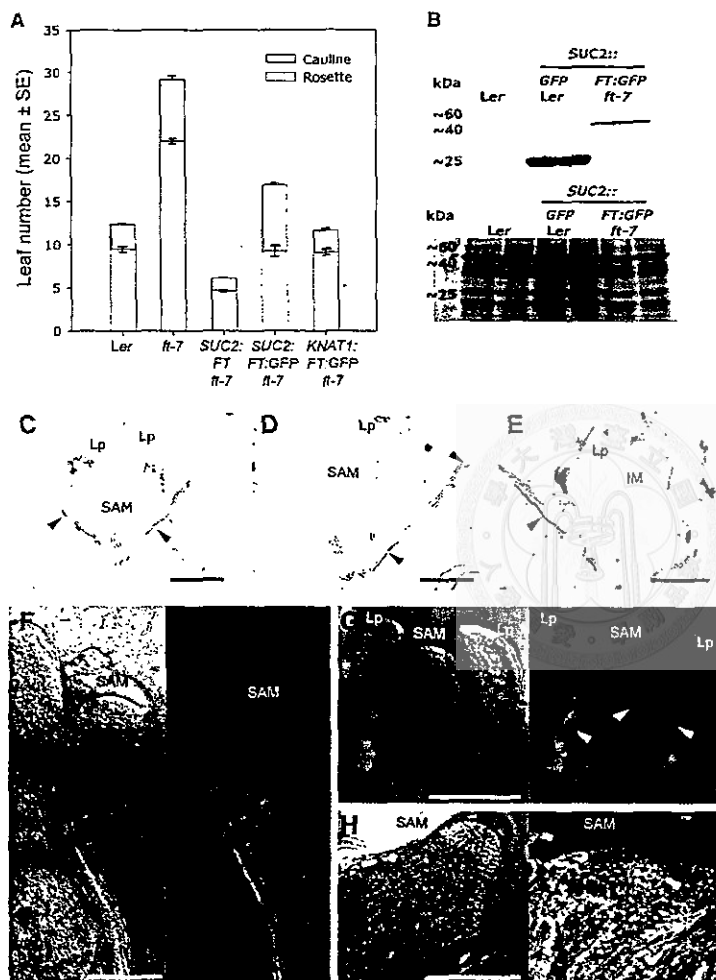 A
Leaf number (mean ± SE)
35
30
25
20
15
10
5
0
Cauline
Rosette
Ler
ft-7
SUC2:
FT
ft-7
SUC2:
FT:GFP
ft-7
KNAT1:
FT:GFP
ft-7
B
SUC2::
kDa
Ler
GFP
Ler
FT:GFP
ft-7
~60
~40
~25
SUC2::
kDa
Ler
GFP
Ler
FT:GFP
ft-7
~60
~40
~25
C
Lp
Lp
SAM
D
Lp
SAM
E
Lp
IM
F
SAM
SAM
G
Lp
SAM
Lp
Lp
SAM
Lp
H
SAM
SAM